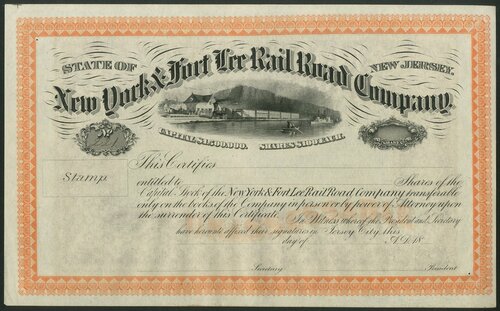 STATE OF NEW JERSEY.
New York & Fort Lee Rail Road Company.
CAPITAL $1,500,000. SHARES $100 EACH.
This Certifies
Stamp.
entitled to Shares of the
Capital Stock of the New York & Fort Lee Rail Road Company transferable
only on the books of the Company in person or by power of Attorney upon
the surrender of this Certificate. In Witness whereof the President and Secretary
have hereunto affixed their signatures in Jersey City, this
day of A.D. 18
Secretary President